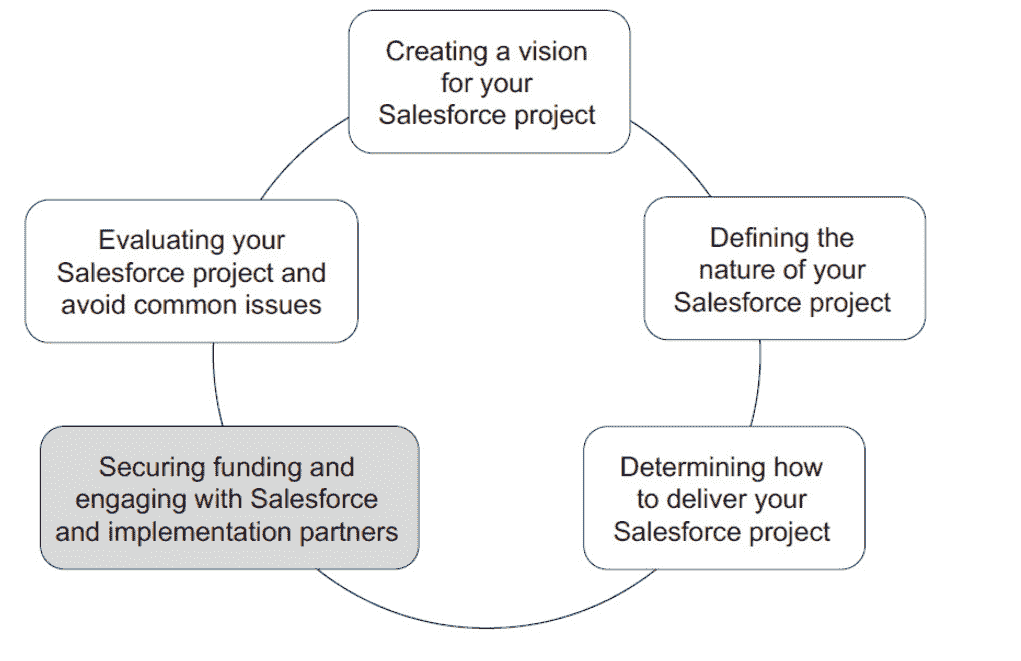 Creating a vision
for your
Salesforce project
Evaluating your
Salesforce project and
avoid common issues
Defining the
nature of your
Salesforce project
Securing funding and
engaging with Salesforce
and implementation partners
Determining how
to deliver your
Salesforce project